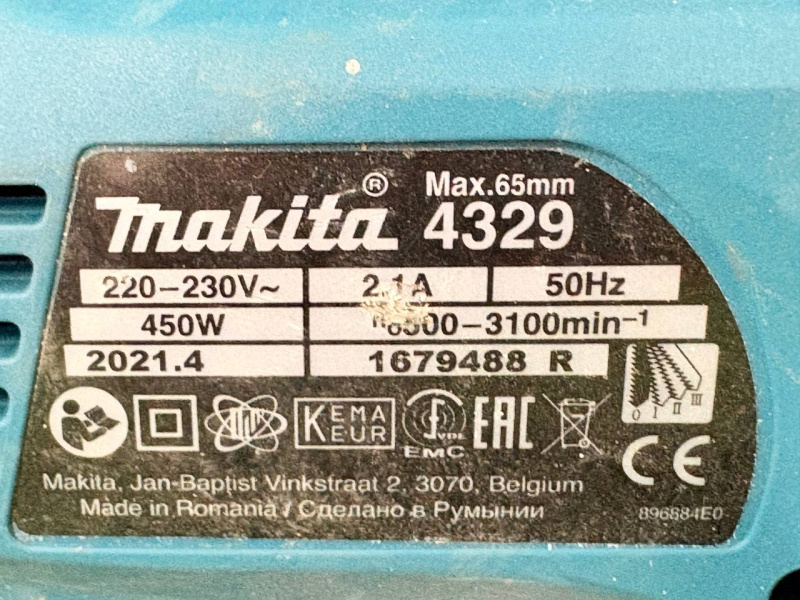 Max.65mm
makita® 4329
220-230V~ 2.1A 50Hz
450W 500-3100min⁻¹
2021.4 1679488 R
0 I II III
KEMA
KEUR
VDE
EMC
EAC
CE
Makita, Jan-Baptist Vinkstraat 2, 3070, Belgium
Made in Romania / Сделано в Румынии
896884E0